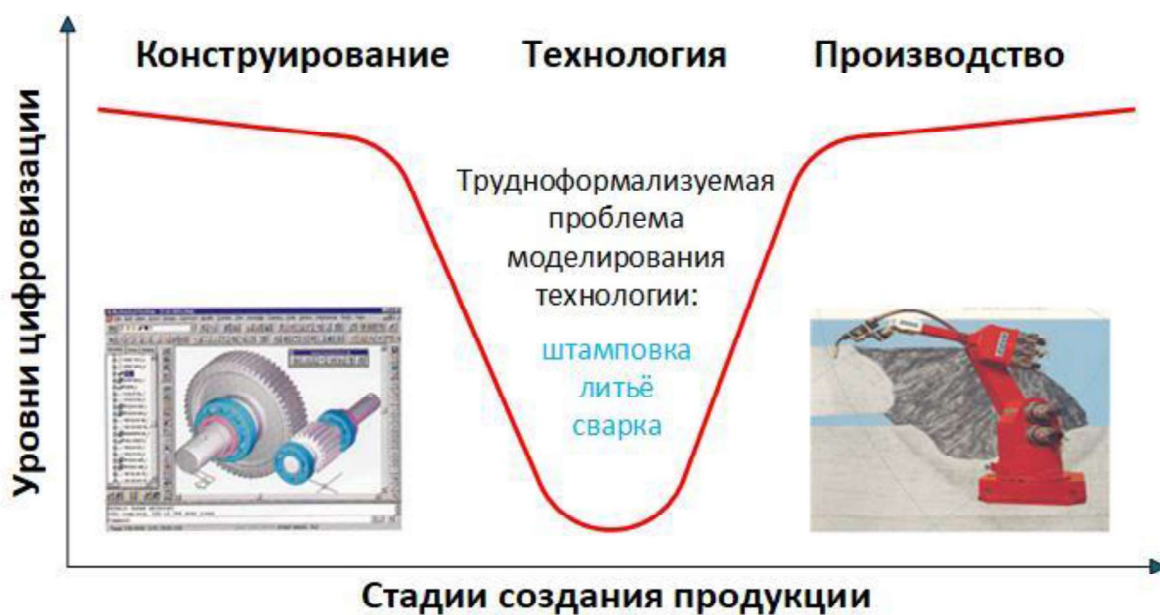 Конструирование
Технология
Производство
Уровни цифровизации
Трудноформализуемая
проблема
моделирования
технологии:
штамповка
литьё
сварка
Стадии создания продукции